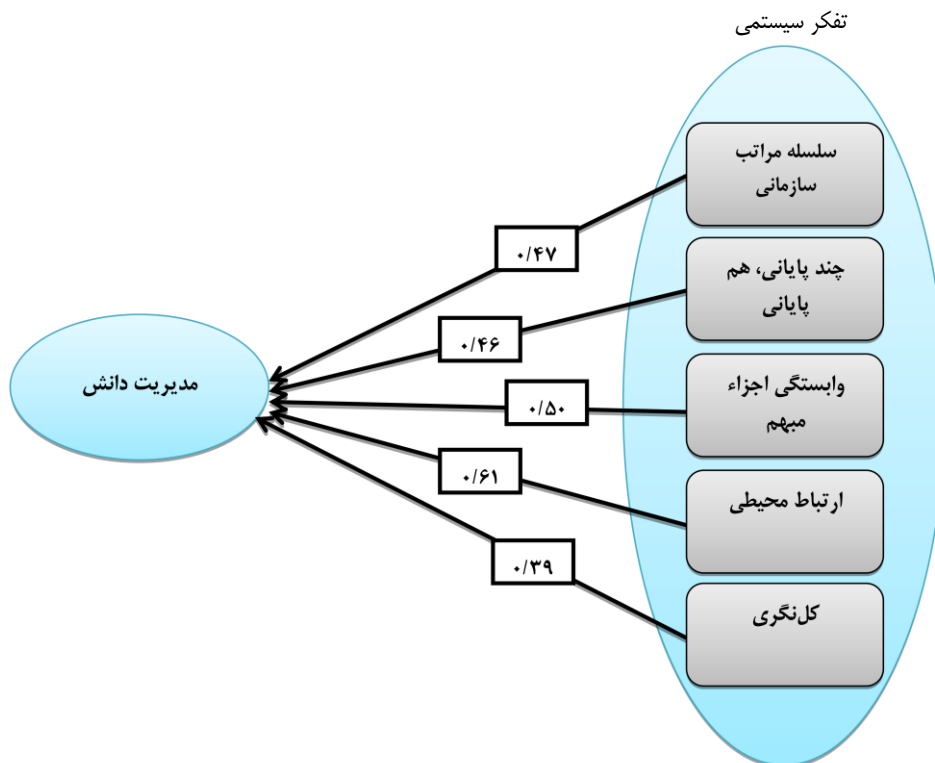 تفکر سیستمی
سلسله مراتب
سازمانی
۰/۴۷
چند پایانی، هم
پایانی
۰/۴۶
وابستگی اجزاء
مبهم
۰/۵۰
مدیریت دانش
ارتباط محیطی
۰/۶۱
کل‌نگری
۰/۳۹